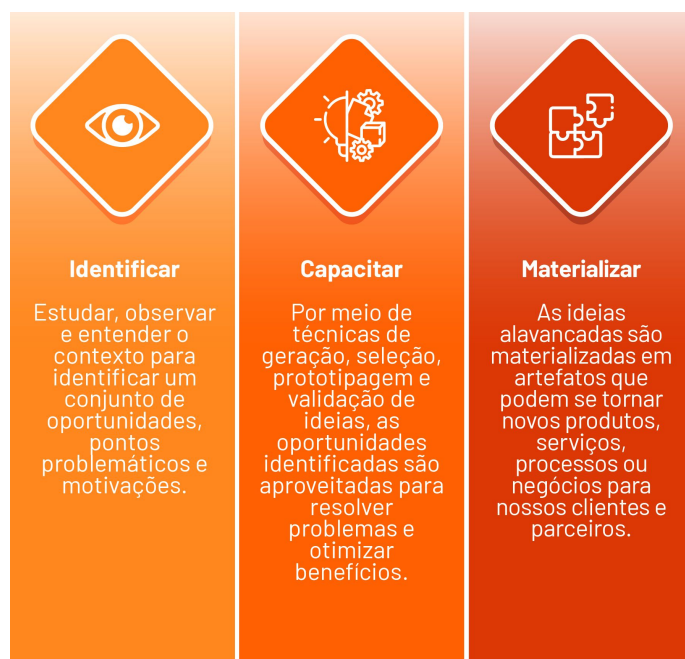 Identificar
Estudar, observar
e entender o
contexto para
identificar um
conjunto de
oportunidades,
pontos
problemáticos e
motivações.
Capacitar
Por meio de
técnicas de
geração, seleção,
prototipagem e
validação de
ideias, as
oportunidades
identificadas são
aproveitadas para
resolver
problemas e
otimizar
benefícios.
Materializar
As ideias
alavancadas são
materializadas em
artefatos que
podem se tornar
novos produtos,
serviços,
processos ou
negócios para
nossos clientes e
parceiros.